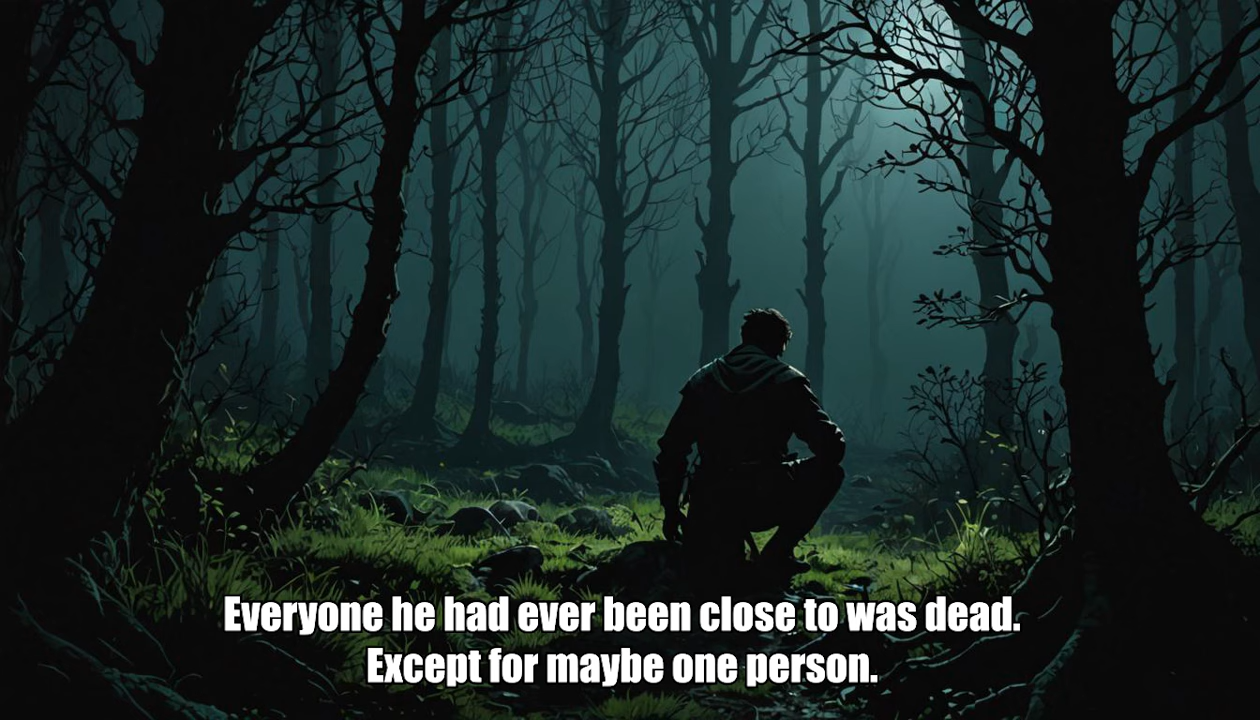 Everyone he had ever been close to was dead.
Except for maybe one person.